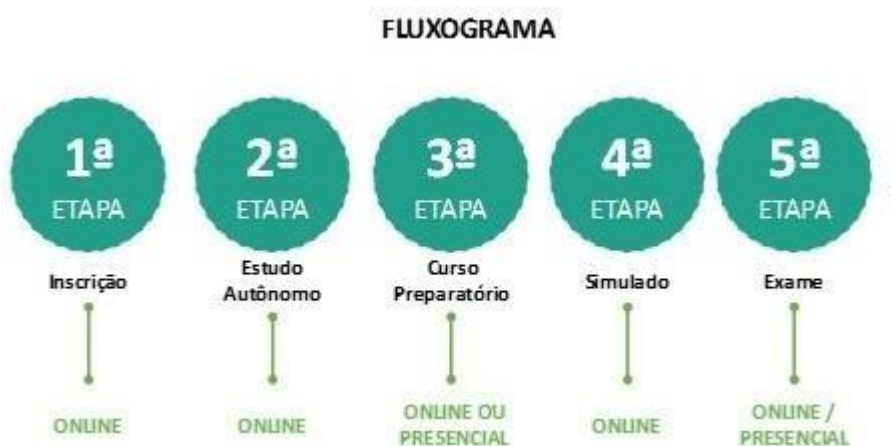 FLUXOGRAMA
1ª
ETAPA
Inscrição
ONLINE
2ª
ETAPA
Estudo
Autônomo
ONLINE
3ª
ETAPA
Curso
Preparatório
ONLINE OU
PRESENCIAL
4ª
ETAPA
Simulado
ONLINE
5ª
ETAPA
Exame
ONLINE /
PRESENCIAL